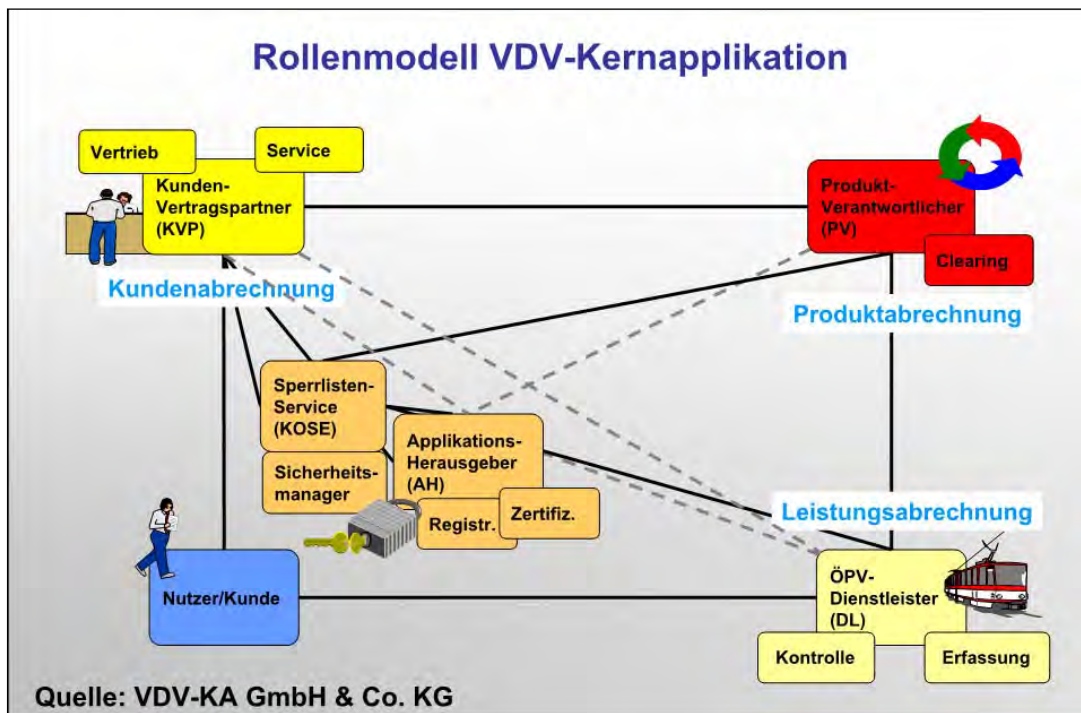 Rollenmodell VDV-Kernapplikation
Vertrieb
Service
Kunden-
Vertragspartner
(KVP)
Produkt-
Verantwortlicher
(PV)
Clearing
Kundenabrechnung
Produktabrechnung
Sperrlisten-
Service
(KOSE)
Applikations-
Herausgeber
(AH)
Sicherheits-
manager
Registr.
Zertifiz.
Leistungsabrechnung
Nutzer/Kunde
ÖPV-
Dienstleister
(DL)
Kontrolle
Erfassung
Quelle: VDV-KA GmbH & Co. KG